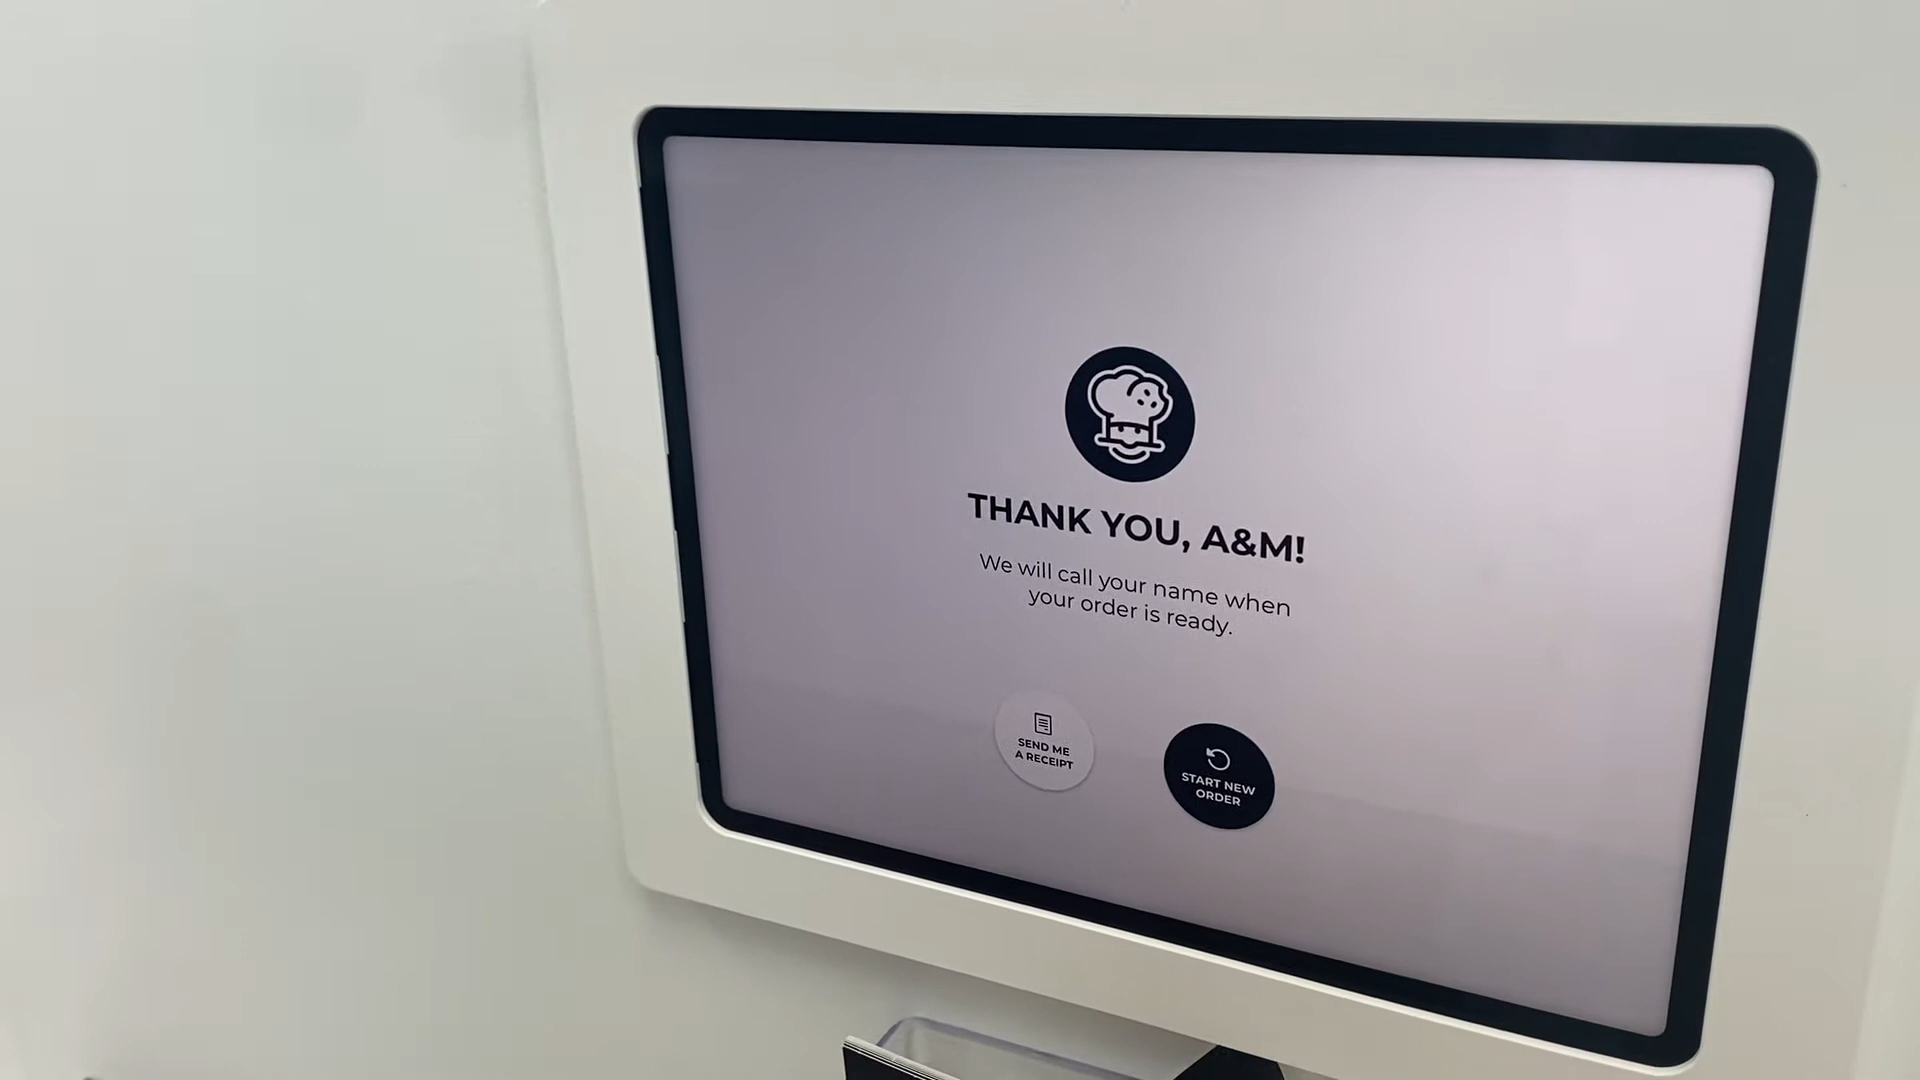 THANK YOU, A&M!
We will call your name when
your order is ready.
SEND ME
A RECEIPT
START NEW
ORDER